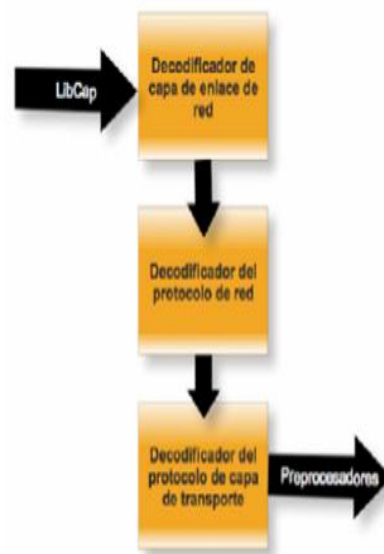 LibCap
Decodificador de
capa de enlace de
red
Decodificador del
protocolo de red
Decodificador del
protocolo de capa
de transporte
Preprocesadores